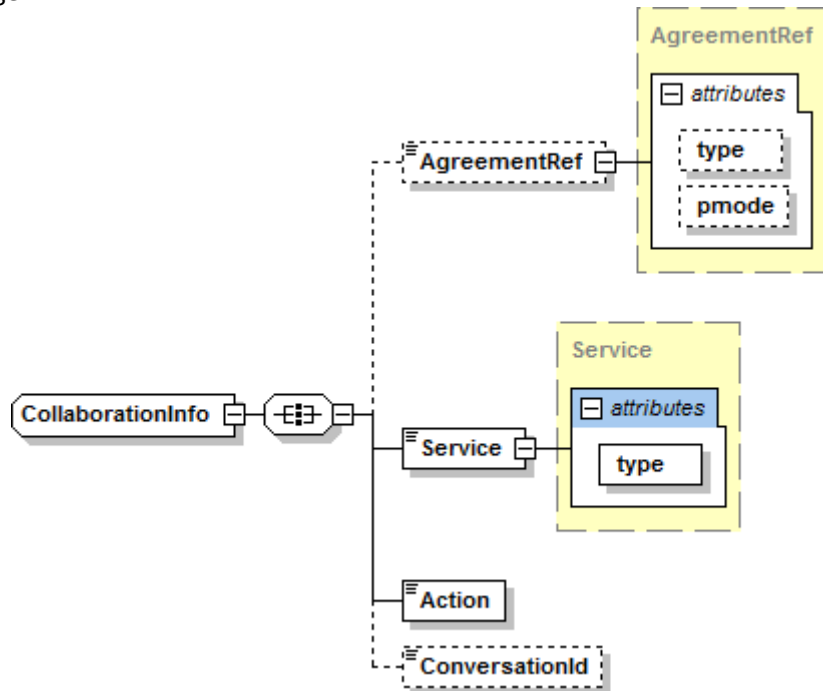 AgreementRef
attributes
type
pmode
AgreementRef
Service
attributes
type
CollaborationInfo
Service
Action
ConversationId